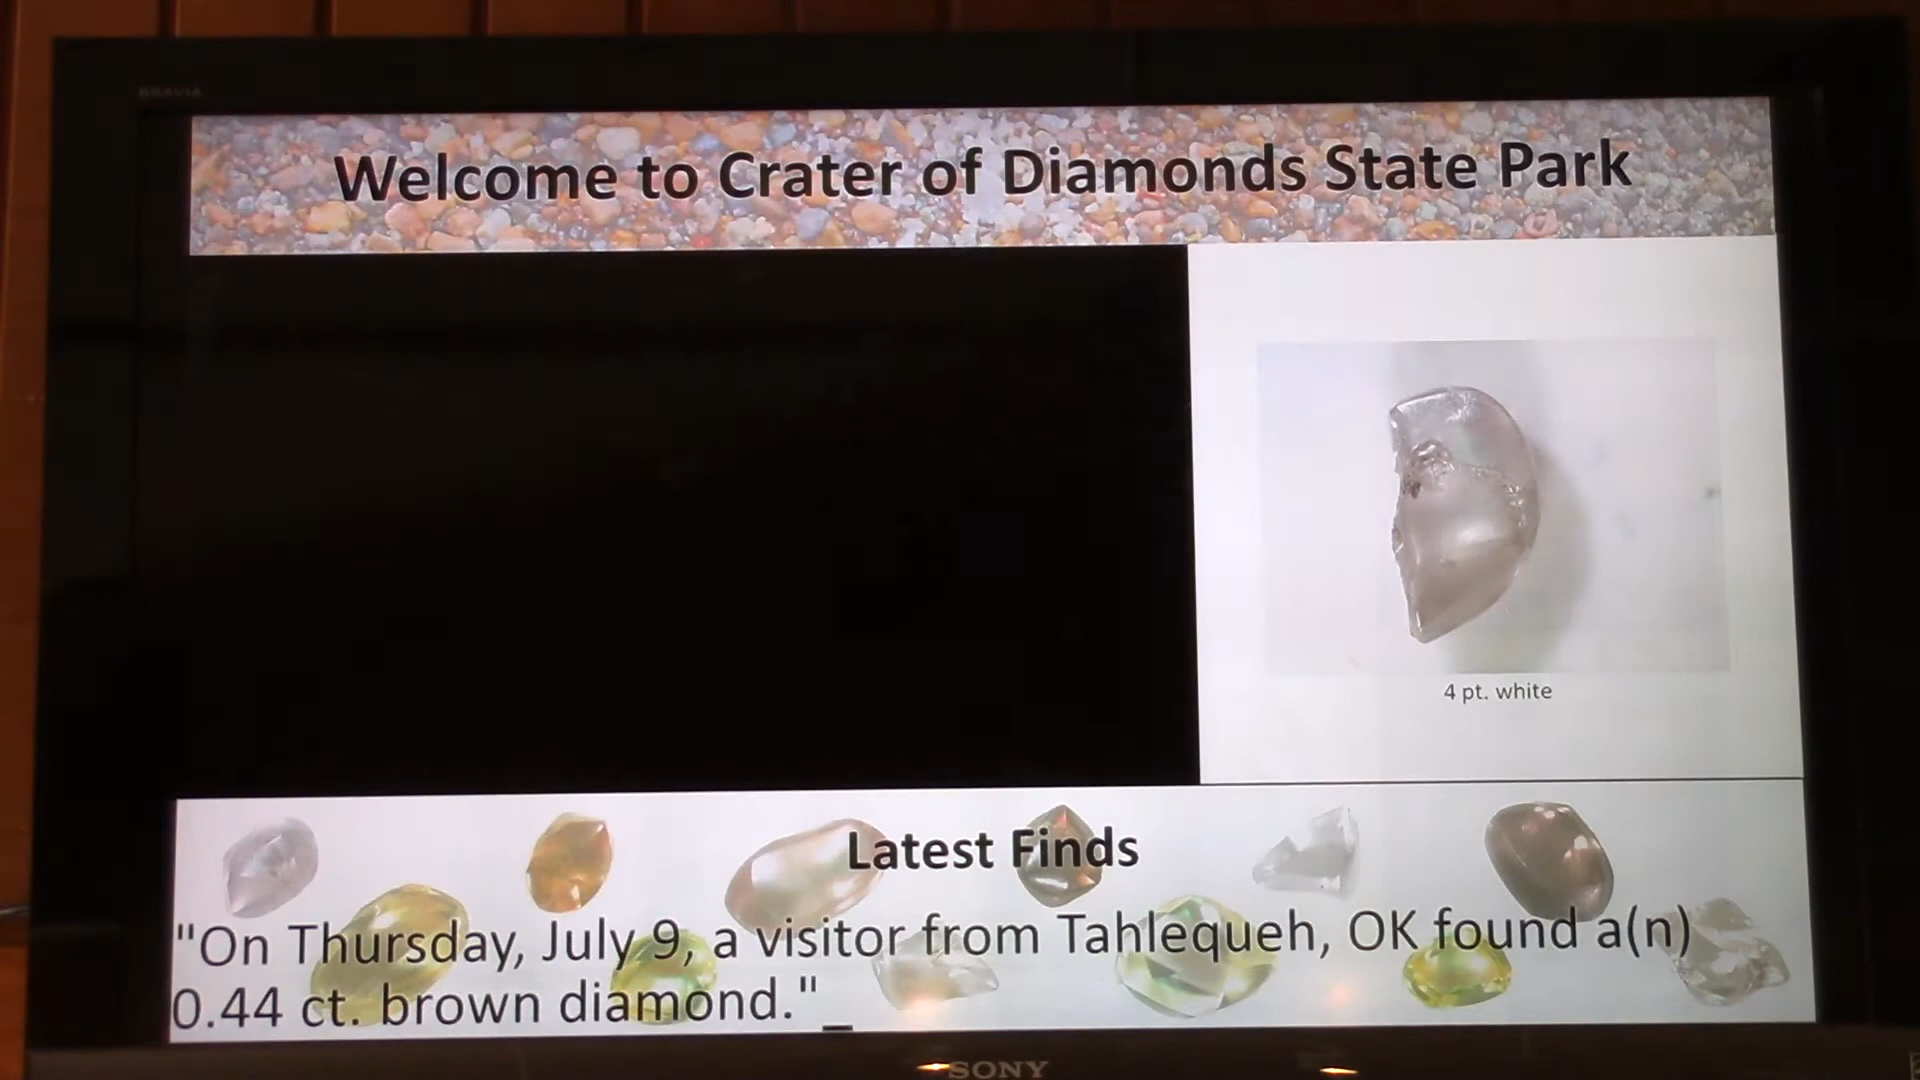 BRAVIA
Welcome to Crater of Diamonds State Park
4 pt. white
Latest Finds
"On Thursday, July 9, a visitor from Tahlequeh, OK found a(n)
0.44 ct. brown diamond."_
SONY